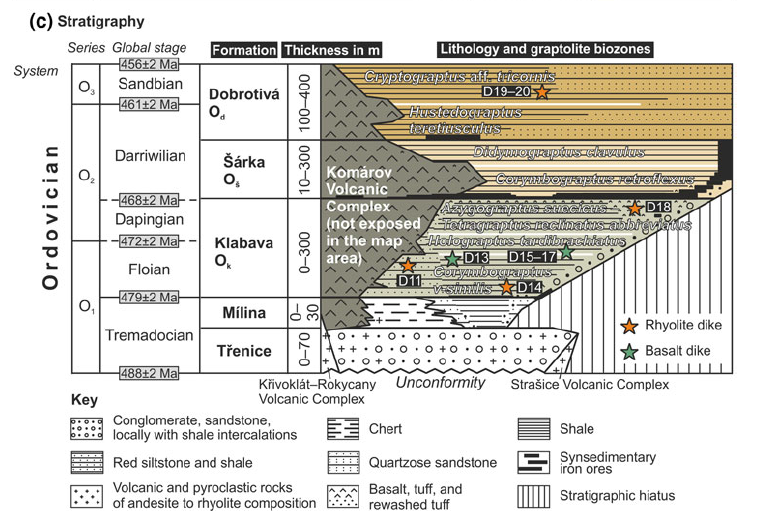 (c) Stratigraphy
Series Global stage Formation Thickness in m Lithology and graptolite biozones
System
456±2 Ma
O3
Sandbian
461±2 Ma
Ordovician
O2
Darriwilian
468±2 Ma
Dapingian
472±2 Ma
Floian
O1
479±2 Ma
Tremadocian
488±2 Ma
Dobrotivá
Od
100–400
Šárka
Oš
10–300
Klabava
Ok
0–300
Mílina
0–
30
Třenice
0–70
Cryptograptus aff. tricornis
D19–20
Hustedograptus
teretiusculus
Didymograptus clavulus
Corymbograptus retroflexus
Komárov
Volcanic
Complex
(not exposed
in the map
area)
Azygograptus suecicus
D18
Tetragraptus reclinatus abbreviatus
Holograptus tardibrachiatus
D13
D15–17
D11
Corymbograptus
v-similis
D14
Rhyolite dike
Basalt dike
Křivoklát–Rokycany
Volcanic Complex
Unconformity
Strašice Volcanic Complex
Key
Conglomerate, sandstone,
locally with shale intercalations
Chert
Shale
Red siltstone and shale
Quartzose sandstone
Synsedimentary
iron ores
Volcanic and pyroclastic rocks
of andesite to rhyolite composition
Basalt, tuff, and
rewashed tuff
Stratigraphic hiatus